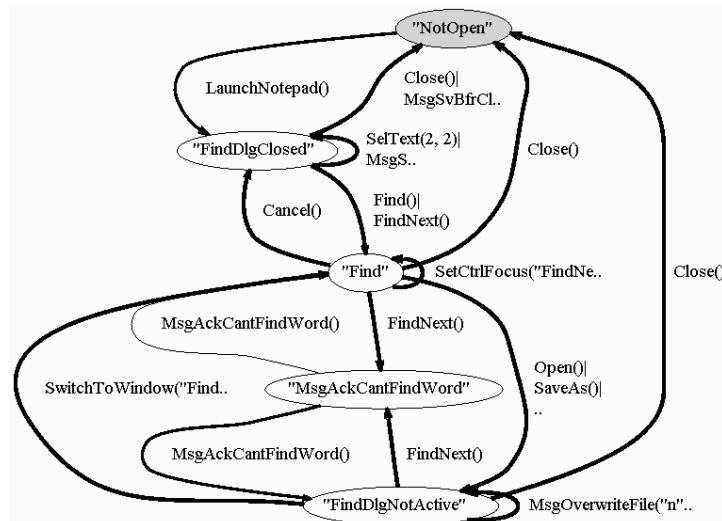 "NotOpen"
LaunchNotepad()
Close()|
MsgSvBfrCl..
"FindDlgClosed"
SelText(2, 2)|
MsgS..
Close()
Cancel()
Find()|
FindNext()
"Find"
SetCtrlFocus("FindNe..
Close()
MsgAckCantFindWord()
FindNext()
SwitchToWindow("Find..
"MsgAckCantFindWord"
Open()|
SaveAs()|
..
MsgAckCantFindWord()
FindNext()
"FindDlgNotActive"
MsgOverwriteFile("n"..